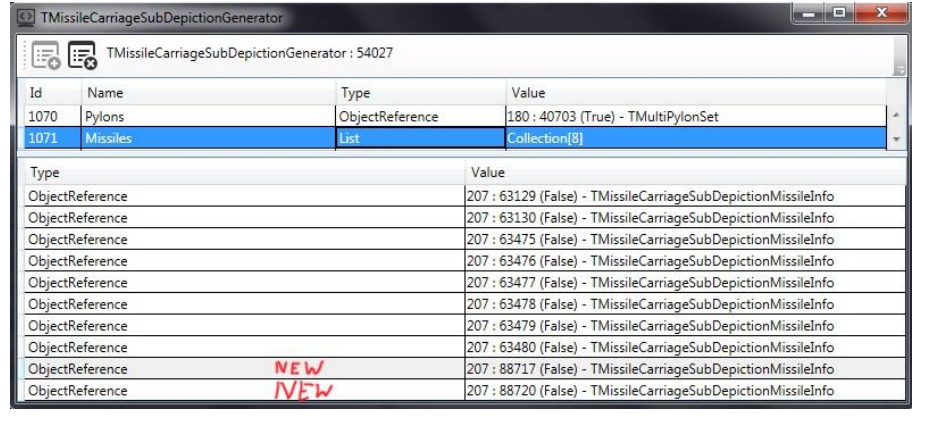 TMissileCarriageSubDepictionGenerator
TMissileCarriageSubDepictionGenerator : 54027
Id Name Type Value
1070 Pylons ObjectReference 180 : 40703 (True) - TMultiPylonSet
1071 Missiles List Collection[8]
Type Value
ObjectReference 207 : 63129 (False) - TMissileCarriageSubDepictionMissileInfo
ObjectReference 207 : 63130 (False) - TMissileCarriageSubDepictionMissileInfo
ObjectReference 207 : 63475 (False) - TMissileCarriageSubDepictionMissileInfo
ObjectReference 207 : 63476 (False) - TMissileCarriageSubDepictionMissileInfo
ObjectReference 207 : 63477 (False) - TMissileCarriageSubDepictionMissileInfo
ObjectReference 207 : 63478 (False) - TMissileCarriageSubDepictionMissileInfo
ObjectReference 207 : 63479 (False) - TMissileCarriageSubDepictionMissileInfo
ObjectReference 207 : 63480 (False) - TMissileCarriageSubDepictionMissileInfo
ObjectReference NEW 207 : 88717 (False) - TMissileCarriageSubDepictionMissileInfo
ObjectReference NEW 207 : 88720 (False) - TMissileCarriageSubDepictionMissileInfo